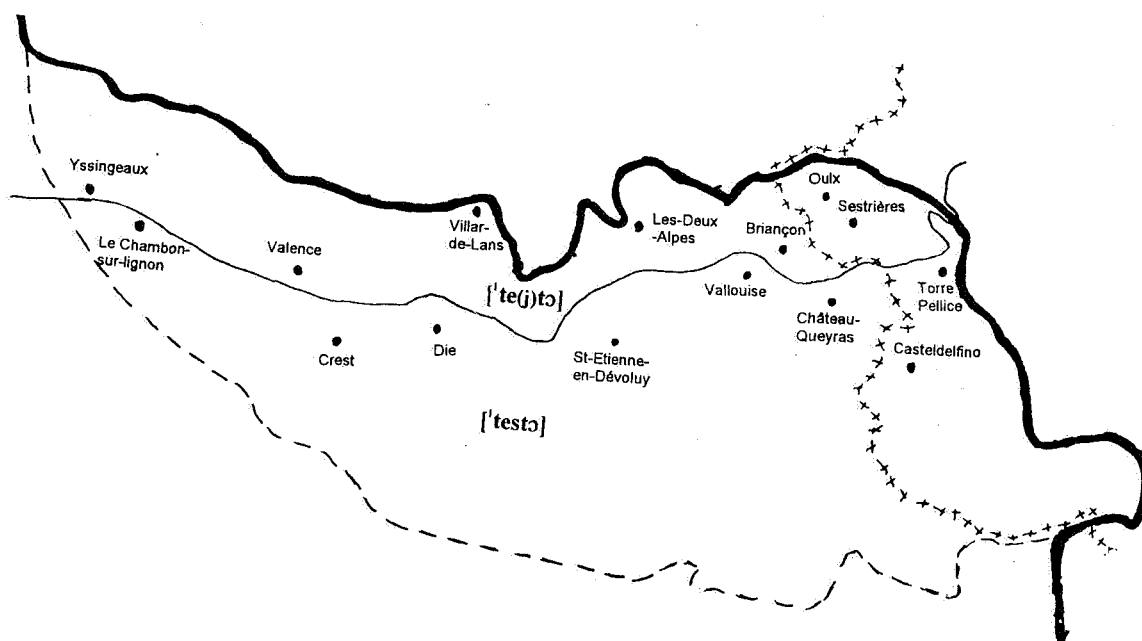 Yssingeaux
Le Chambon-
sur-lignon
Valence
Villar-
de-Lans
Les-Deux
-Alpes
Oulx
Sestrières
Briançon
Vallouise
Château-
Queyras
Torre
Pellice
Casteldelfino
[ˈte(j)tɔ]
Crest
Die
St-Etienne-
en-Dévoluy
[ˈtestɔ]